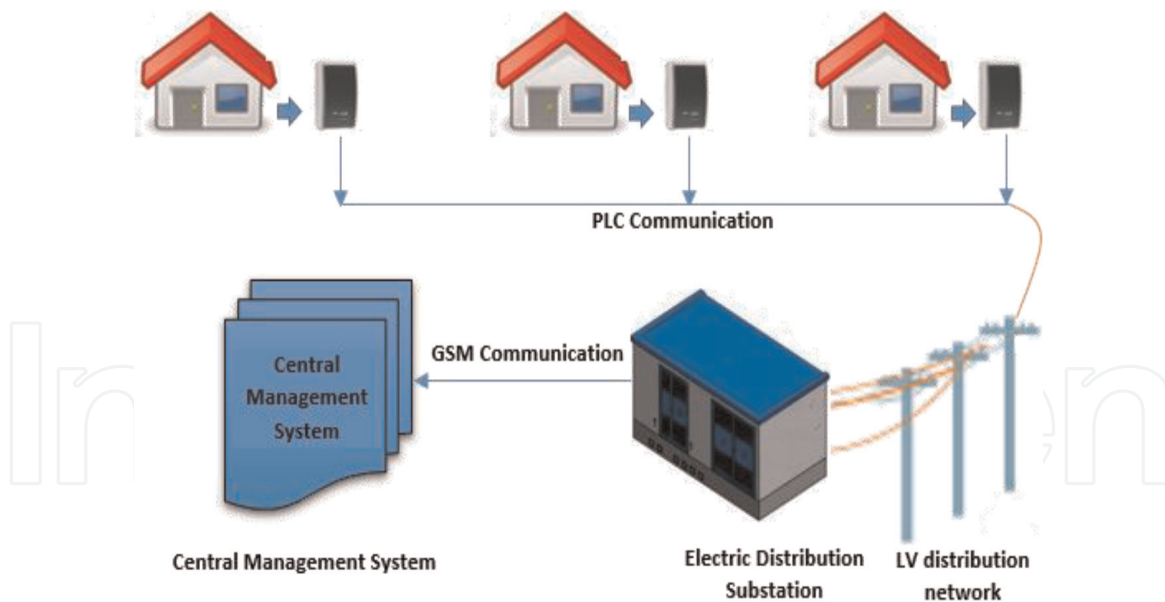 PLC Communication
GSM Communication
Central
Management
System
Central Management System
Electric Distribution
Substation
LV distribution
network